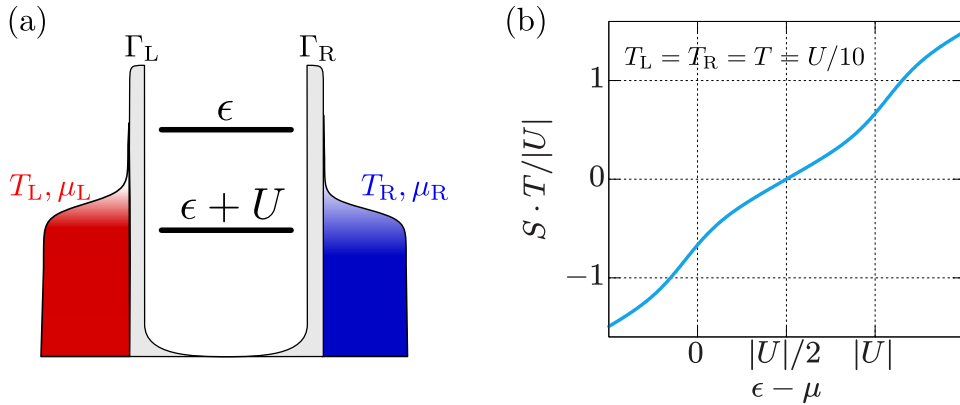 (a)
Γ_L
Γ_R
ϵ
ϵ + U
T_L, μ_L
T_R, μ_R
(b)
T_L = T_R = T = U/10
S · T/|U|
1
0
−1
0
|U|/2
|U|
ϵ − μ